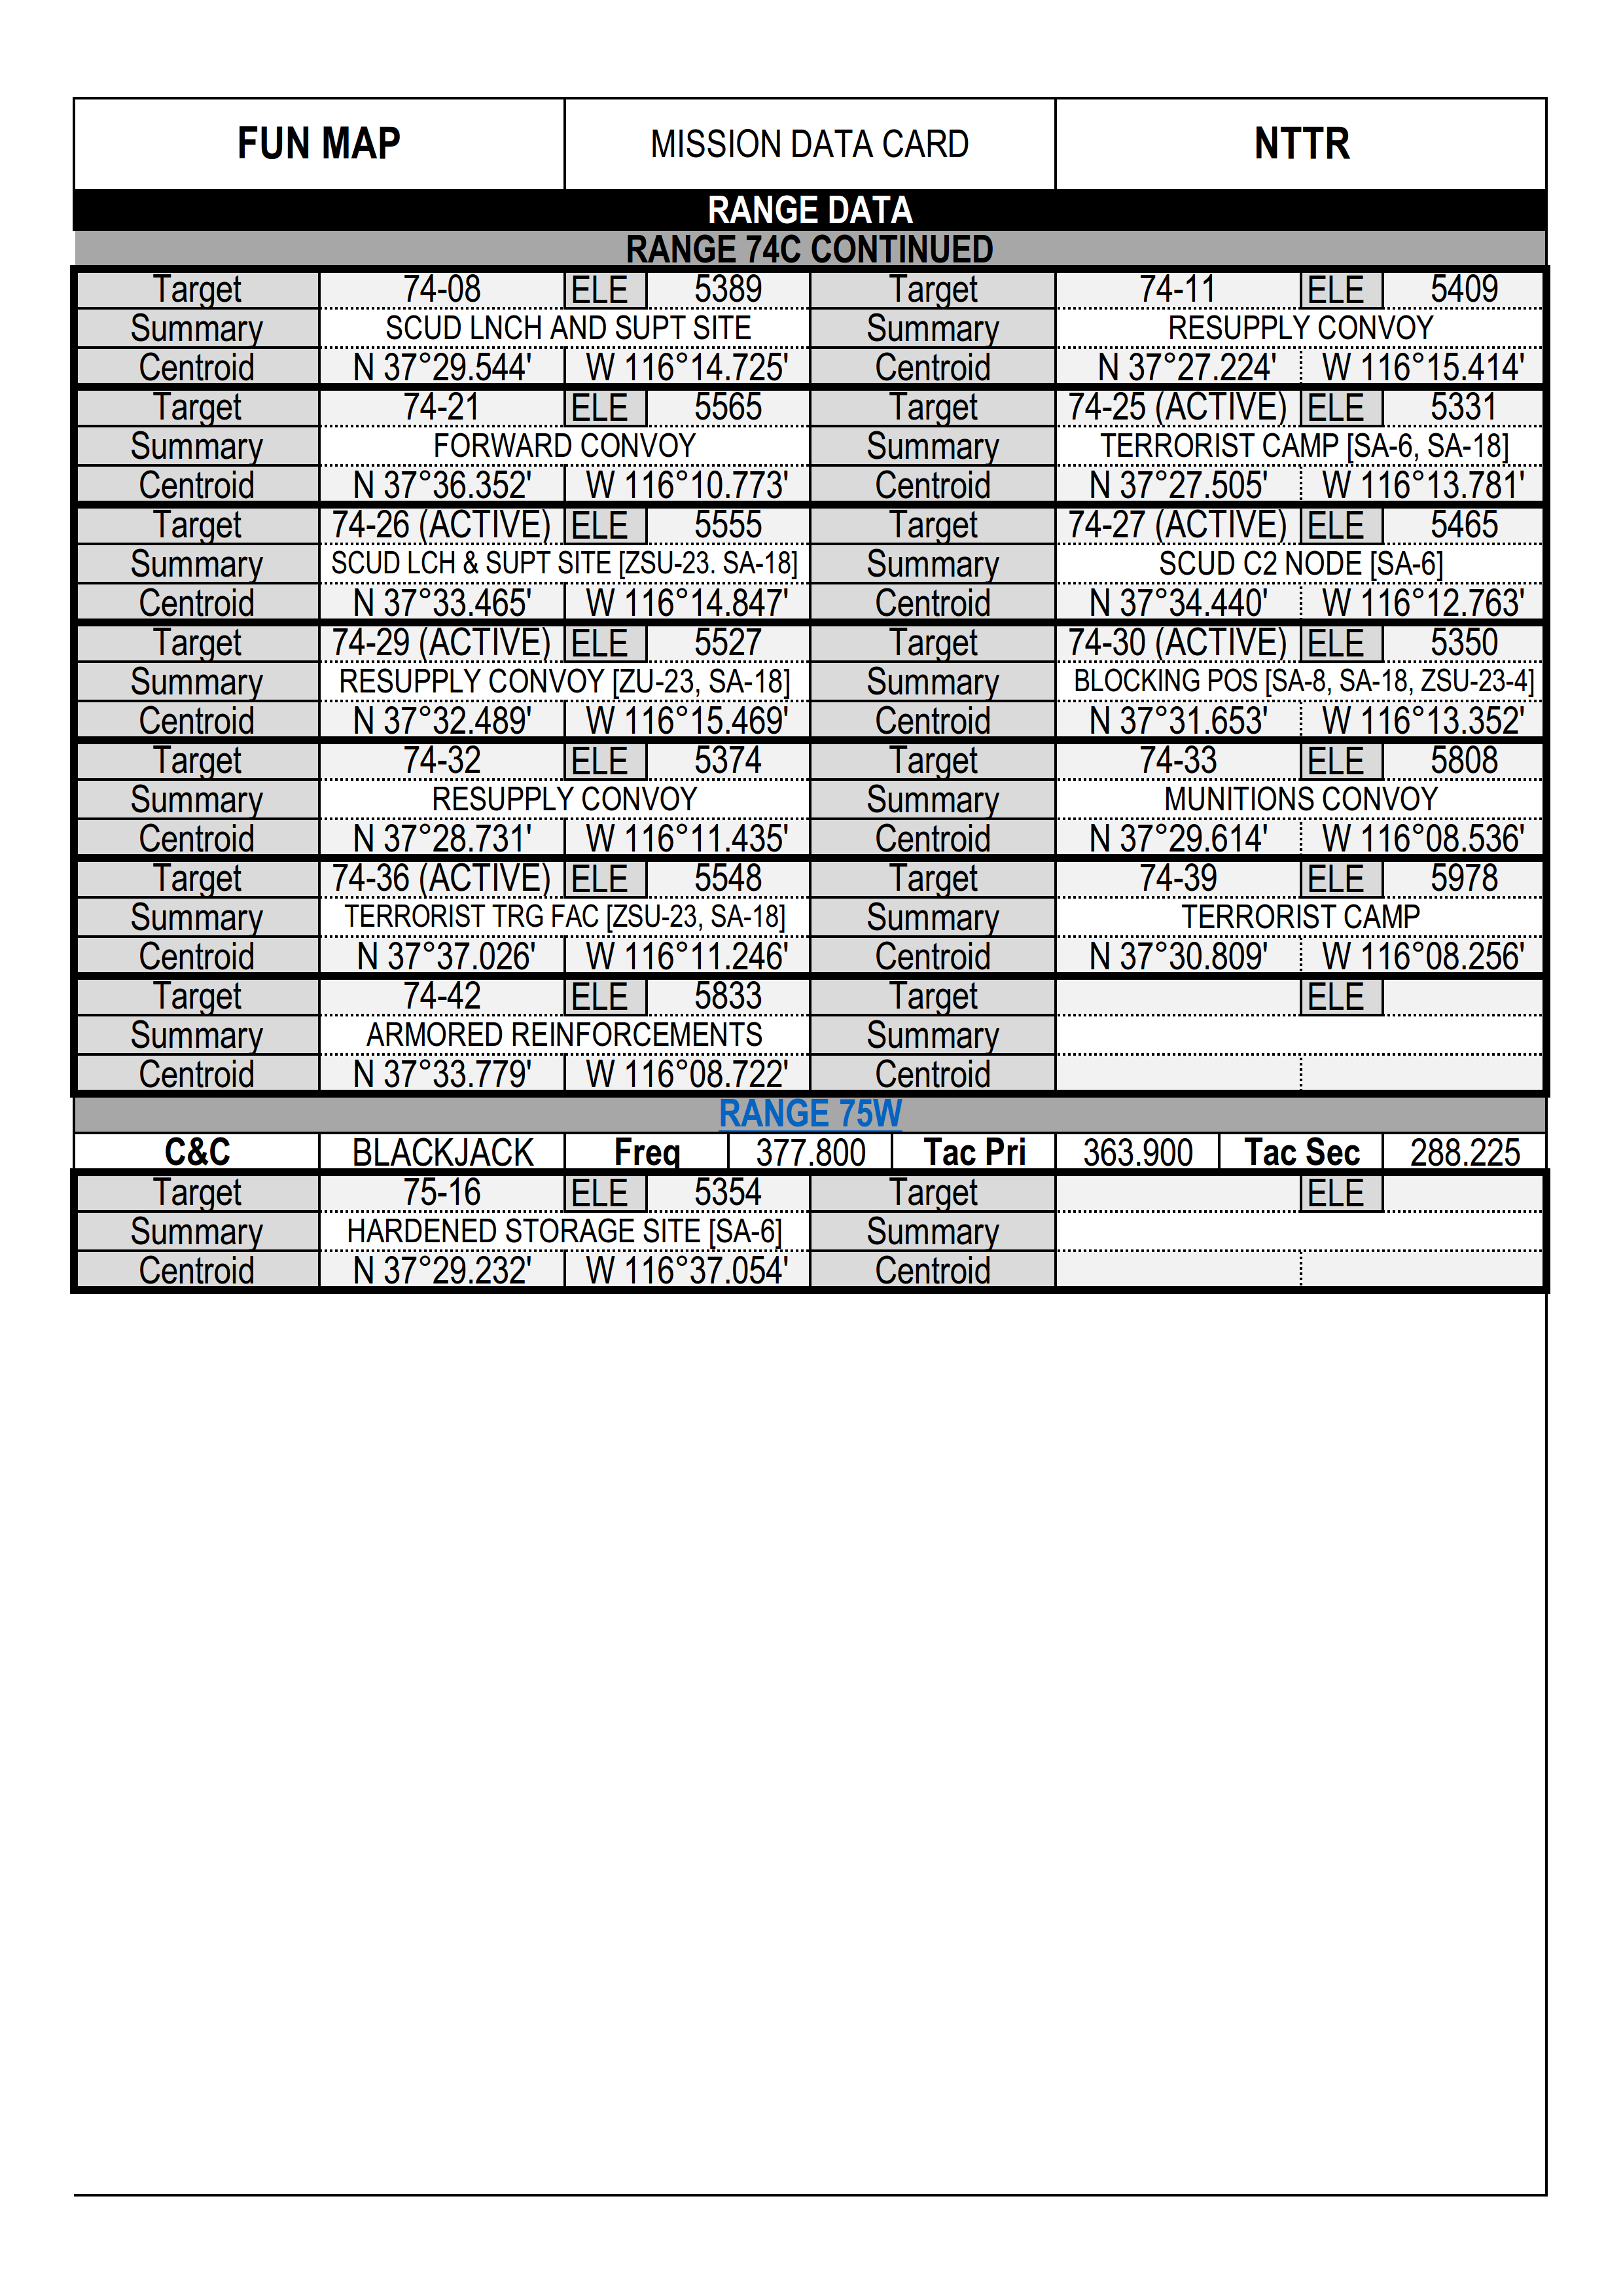 FUN MAP MISSION DATA CARD NTTR
RANGE DATA
RANGE 74C CONTINUED
Target 74-08 ELE 5389 Target 74-11 ELE 5409
Summary SCUD LNCH AND SUPT SITE Summary RESUPPLY CONVOY
Centroid N 37°29.544' W 116°14.725' Centroid N 37°27.224' W 116°15.414'
Target 74-21 ELE 5565 Target 74-25 (ACTIVE) ELE 5331
Summary FORWARD CONVOY Summary TERRORIST CAMP [SA-6, SA-18]
Centroid N 37°36.352' W 116°10.773' Centroid N 37°27.505' W 116°13.781'
Target 74-26 (ACTIVE) ELE 5555 Target 74-27 (ACTIVE) ELE 5465
Summary SCUD LCH & SUPT SITE [ZSU-23. SA-18] Summary SCUD C2 NODE [SA-6]
Centroid N 37°33.465' W 116°14.847' Centroid N 37°34.440' W 116°12.763'
Target 74-29 (ACTIVE) ELE 5527 Target 74-30 (ACTIVE) ELE 5350
Summary RESUPPLY CONVOY [ZU-23, SA-18] Summary BLOCKING POS [SA-8, SA-18, ZSU-23-4]
Centroid N 37°32.489' W 116°15.469' Centroid N 37°31.653' W 116°13.352'
Target 74-32 ELE 5374 Target 74-33 ELE 5808
Summary RESUPPLY CONVOY Summary MUNITIONS CONVOY
Centroid N 37°28.731' W 116°11.435' Centroid N 37°29.614' W 116°08.536'
Target 74-36 (ACTIVE) ELE 5548 Target 74-39 ELE 5978
Summary TERRORIST TRG FAC [ZSU-23, SA-18] Summary TERRORIST CAMP
Centroid N 37°37.026' W 116°11.246' Centroid N 37°30.809' W 116°08.256'
Target 74-42 ELE 5833 Target ELE
Summary ARMORED REINFORCEMENTS Summary
Centroid N 37°33.779' W 116°08.722' Centroid
RANGE 75W
C&C BLACKJACK Freq 377.800 Tac Pri 363.900 Tac Sec 288.225
Target 75-16 ELE 5354 Target ELE
Summary HARDENED STORAGE SITE [SA-6] Summary
Centroid N 37°29.232' W 116°37.054' Centroid